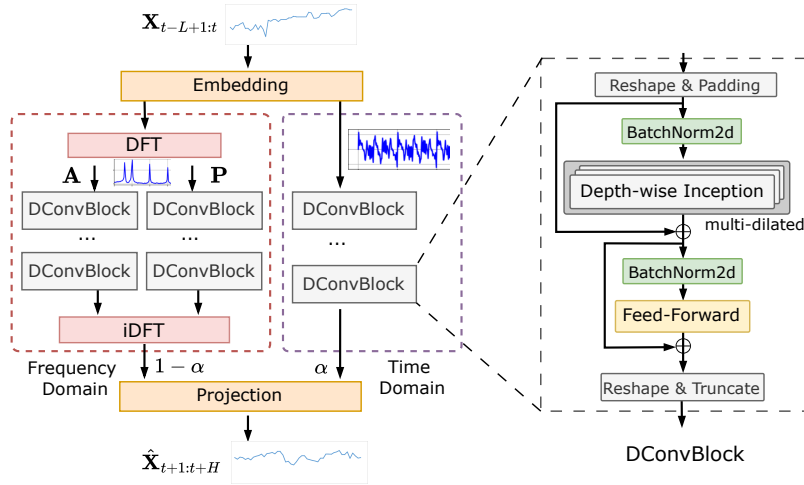 X_{t−L+1:t}
Embedding
DFT
A
P
DConvBlock
DConvBlock
...
...
DConvBlock
DConvBlock
iDFT
Frequency
Domain
1 − α
DConvBlock
...
DConvBlock
α
Time
Domain
Projection
X̂_{t+1:t+H}
Reshape & Padding
BatchNorm2d
Depth-wise Inception
multi-dilated
⊕
BatchNorm2d
Feed-Forward
⊕
Reshape & Truncate
DConvBlock